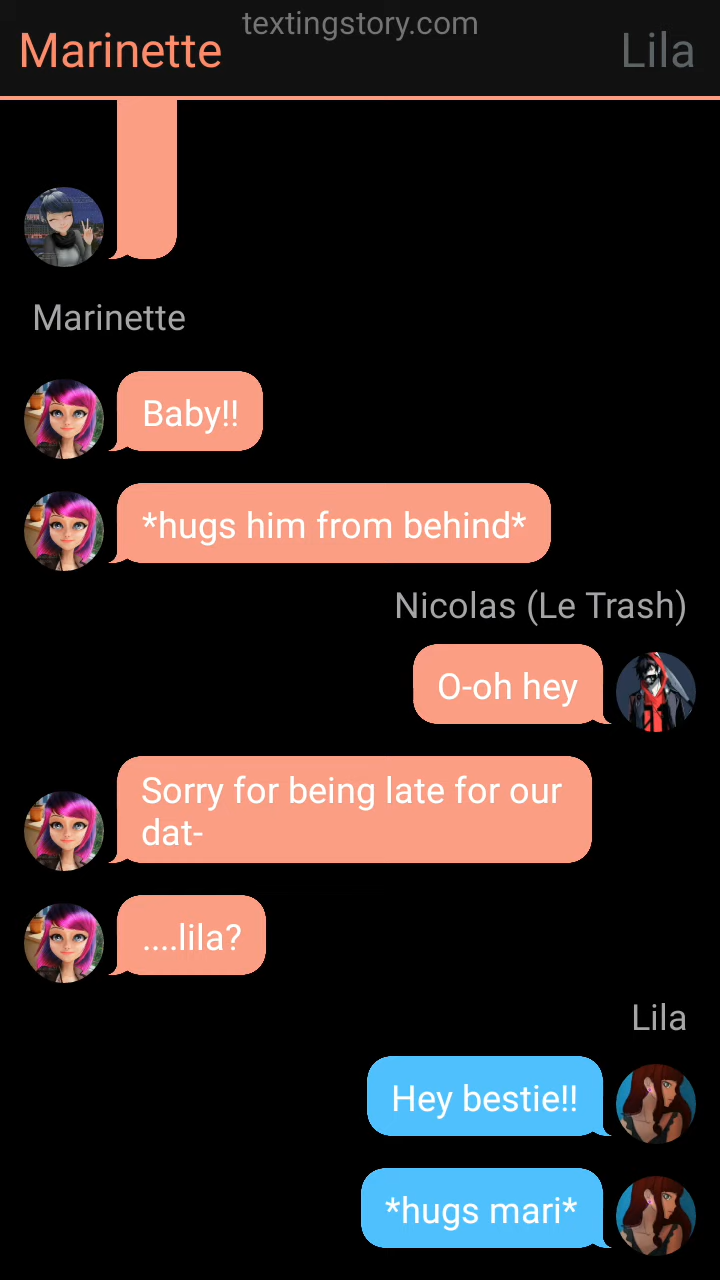 textingstory.com
Marinette
Lila
Marinette
Baby!!
*hugs him from behind*
Nicolas (Le Trash)
O-oh hey
Sorry for being late for our
dat-
....lila?
Lila
Hey bestie!!
*hugs mari*